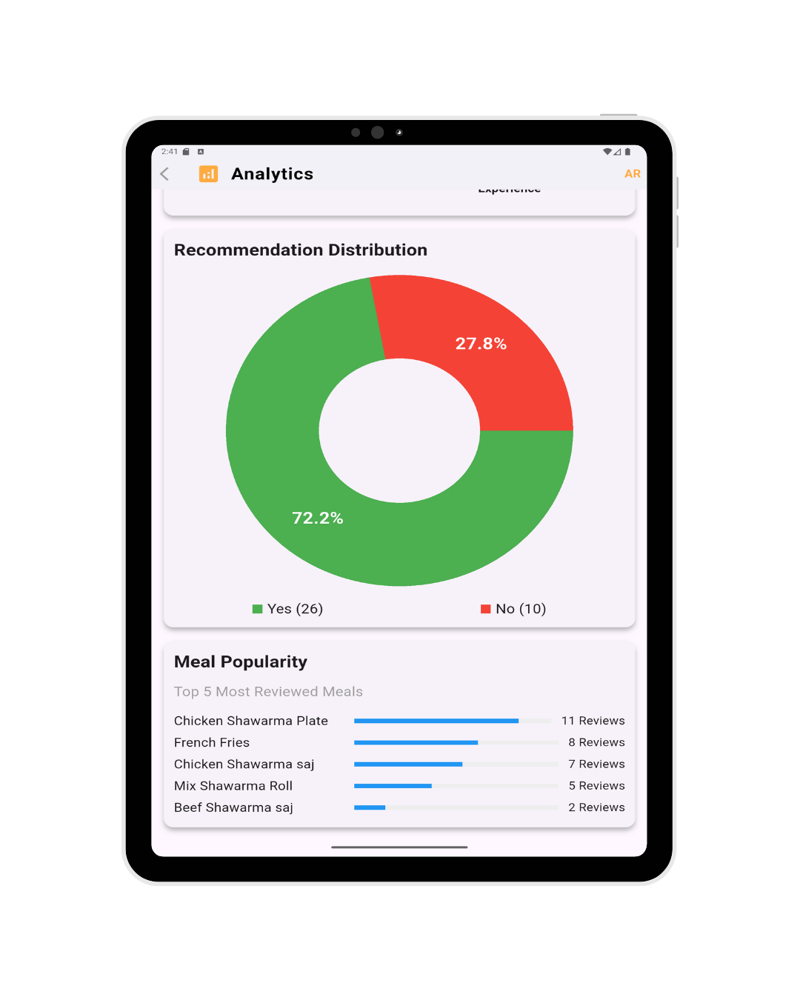 2:41
Analytics
AR
Experience
Recommendation Distribution
27.8%
72.2%
Yes (26)
No (10)
Meal Popularity
Top 5 Most Reviewed Meals
Chicken Shawarma Plate 11 Reviews
French Fries 8 Reviews
Chicken Shawarma saj 7 Reviews
Mix Shawarma Roll 5 Reviews
Beef Shawarma saj 2 Reviews